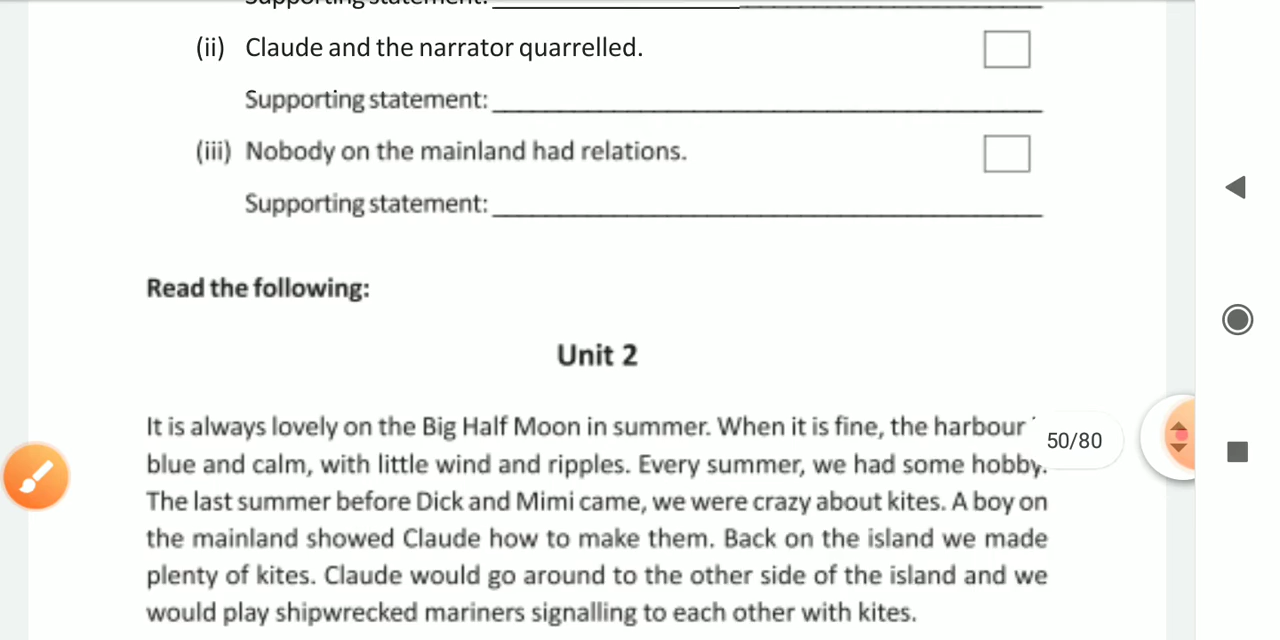 Supporting statement:
(ii) Claude and the narrator quarrelled.
Supporting statement:
(iii) Nobody on the mainland had relations.
Supporting statement:
Read the following:
Unit 2
It is always lovely on the Big Half Moon in summer. When it is fine, the harbour
blue and calm, with little wind and ripples. Every summer, we had some hobby.
The last summer before Dick and Mimi came, we were crazy about kites. A boy on
the mainland showed Claude how to make them. Back on the island we made
plenty of kites. Claude would go around to the other side of the island and we
would play shipwrecked mariners signalling to each other with kites.
50/80